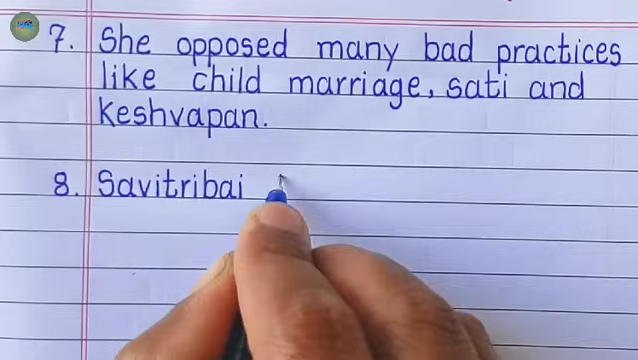 7. She opposed many bad practices
like child marriage, sati and
Keshvapan.
8. Savitribai